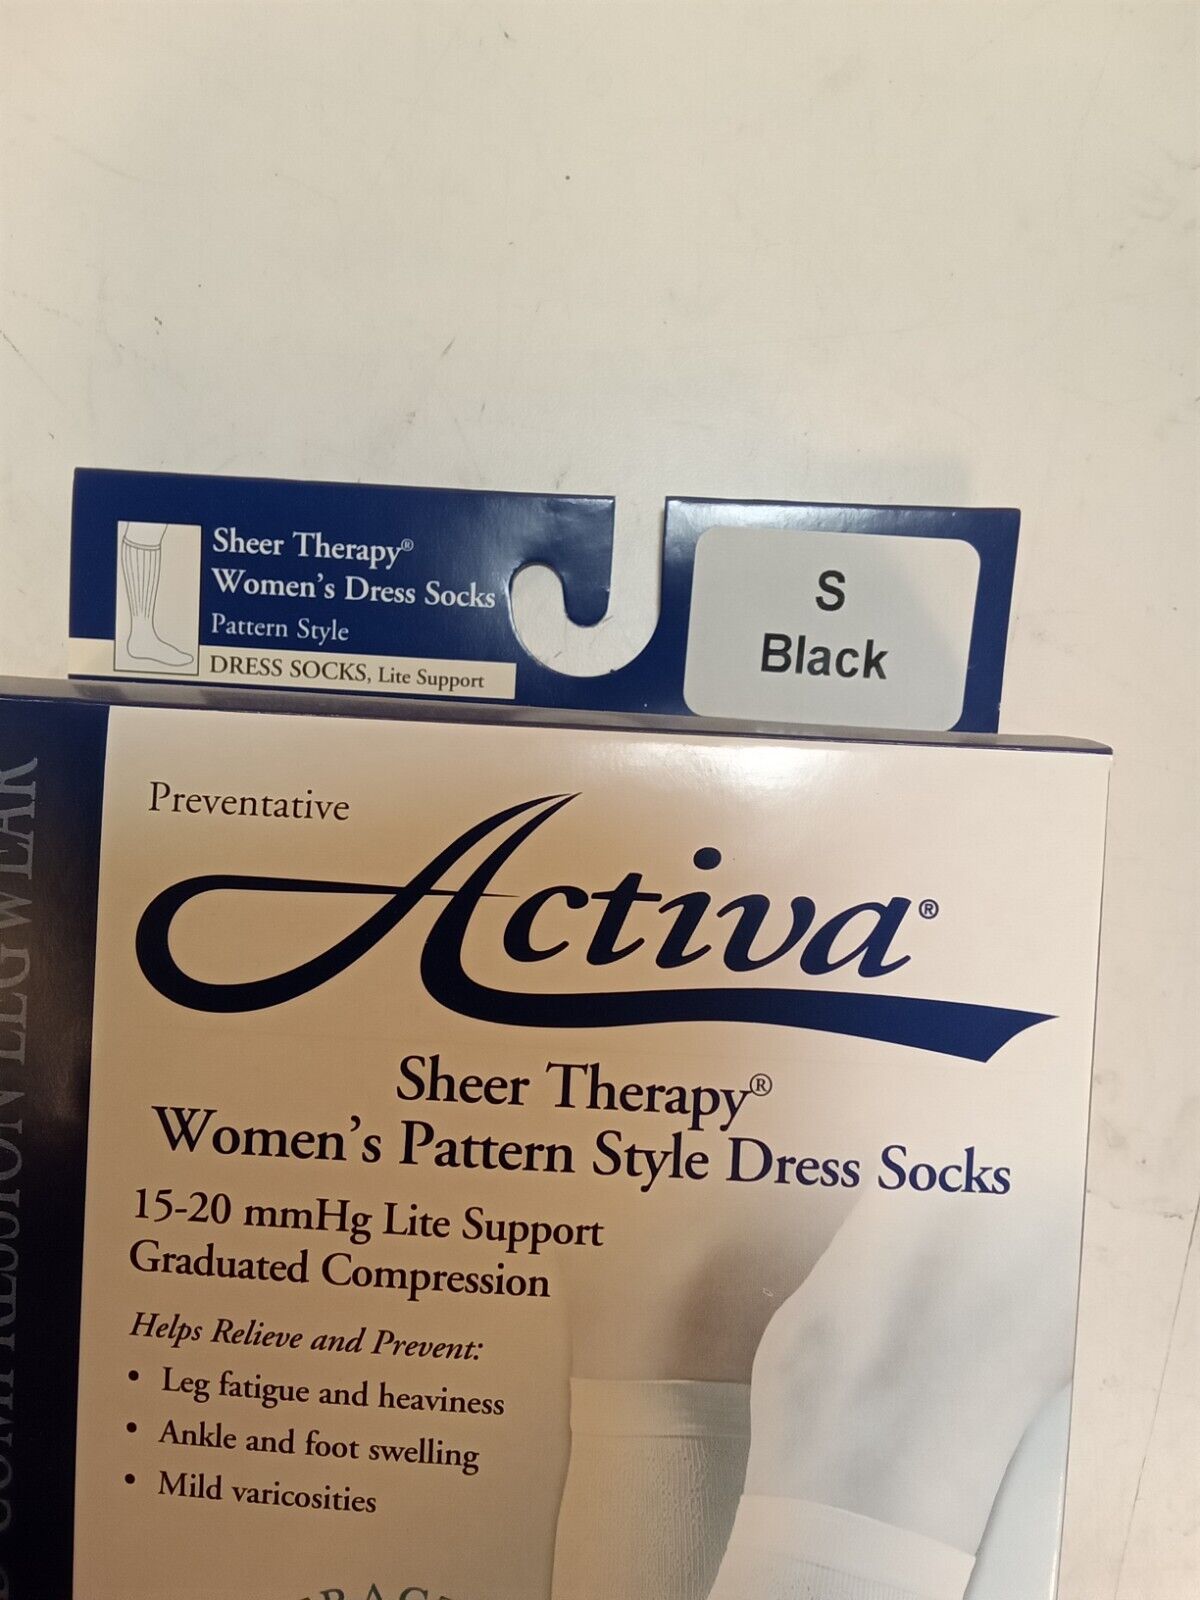 Sheer Therapy®
Women's Dress Socks
Pattern Style
DRESS SOCKS, Lite Support
S
Black
Preventative
Activa®
Sheer Therapy®
Women's Pattern Style Dress Socks
15-20 mmHg Lite Support
Graduated Compression
Helps Relieve and Prevent:
• Leg fatigue and heaviness
• Ankle and foot swelling
• Mild varicosities
COMPRESSION LEGWEAR